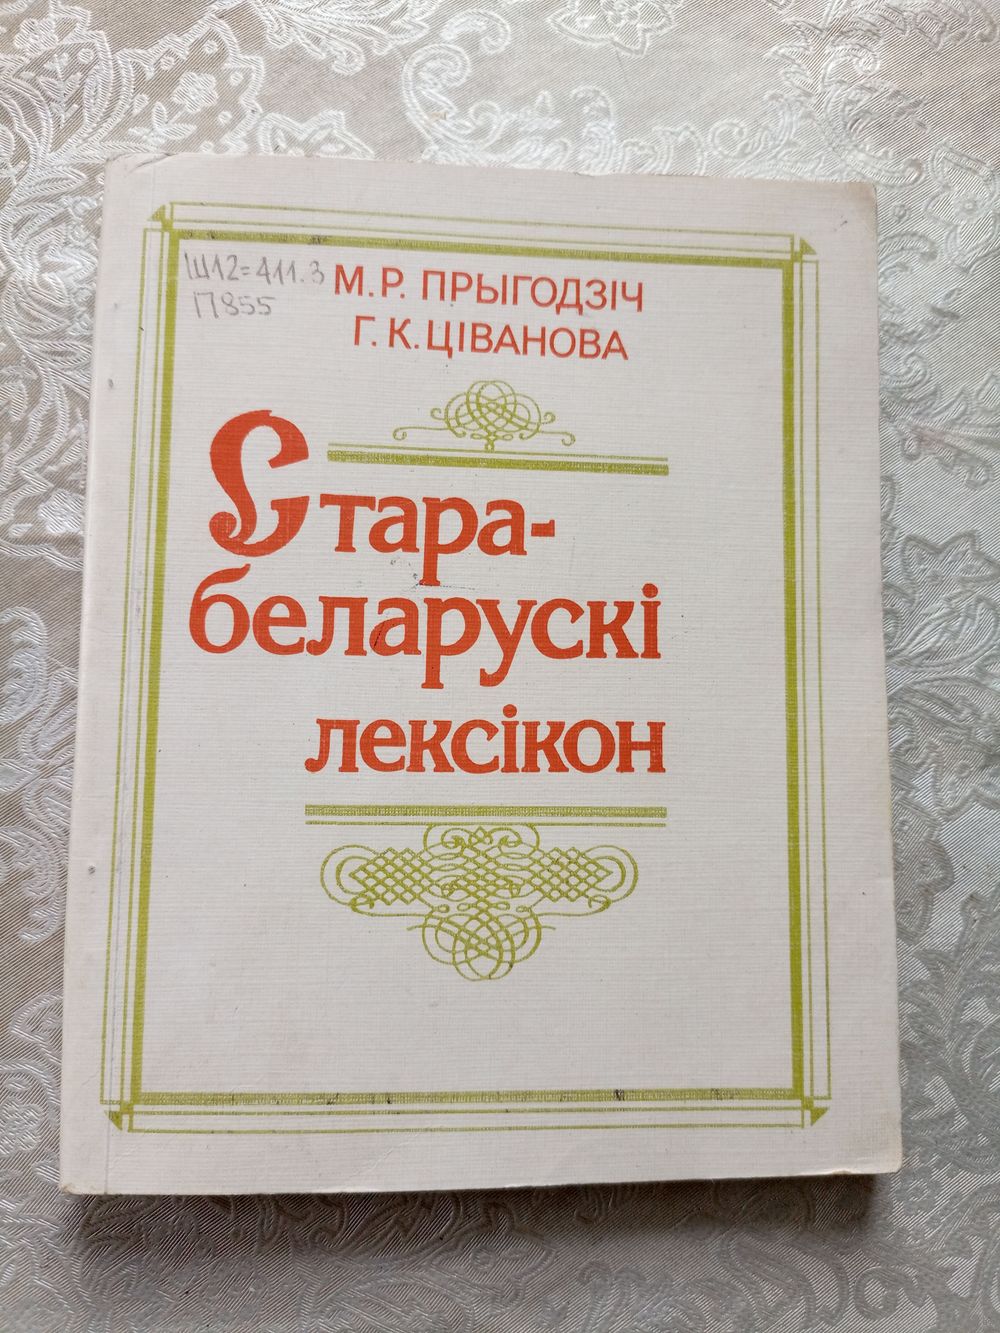 Ш12=411.3
П855
М.Р. ПРЫГОДЗІЧ
Г.К. ЦІВАНОВА
Стара-
беларускі
лексікон